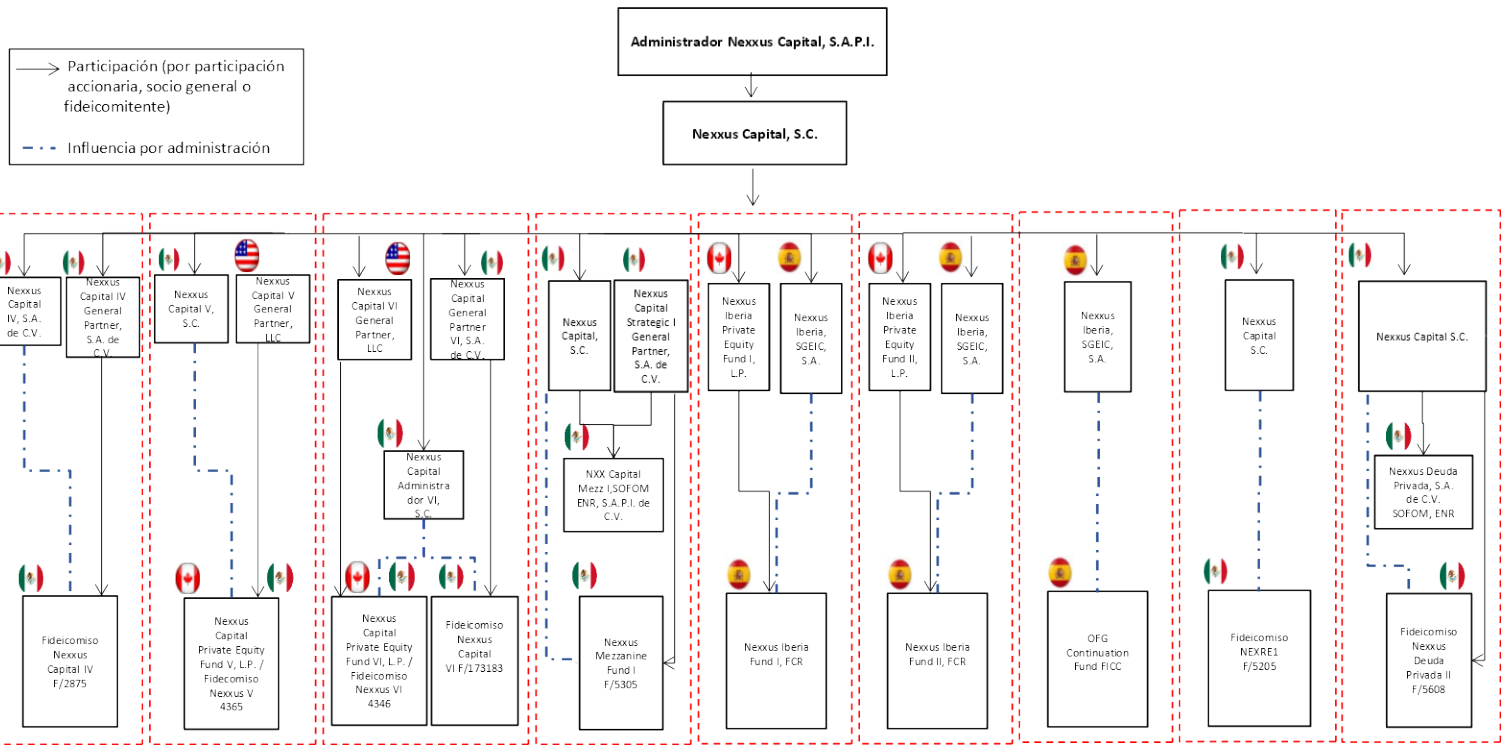 Administrador Nexxus Capital, S.A.P.I.
Participación (por participación
accionaria, socio general o
fideicomitente)
Influencia por administración
Nexxus Capital, S.C.
Nexxus
Capital
IV, S.A.
de C.V.
Nexxus
Capital IV
General
Partner,
S.A. de
C.V.
Nexxus
Capital V,
S.C.
Nexxus
Capital V
General
Partner,
LLC
Nexxus
Capital VI
General
Partner,
LLC
Nexxus
Capital
General
Partner
VI, S.A.
de C.V.
Nexxus
Capital,
S.C.
Nexxus
Capital
Strategic I
General
Partner,
S.A. de
C.V.
Nexxus
Iberia
Private
Equity
Fund I,
L.P.
Nexxus
Iberia,
SGEIC,
S.A.
Nexxus
Iberia
Private
Equity
Fund II,
L.P.
Nexxus
Iberia,
SGEIC,
S.A.
Nexxus
Iberia,
SGEIC,
S.A.
Nexxus
Capital
S.C.
Nexxus Capital S.C.
Nexxus
Capital
Administra
dor VI,
S.C.
NXX Capital
Mezz I,SOFOM
ENR, S.A.P.I. de
C.V.
Nexxus Deuda
Privada, S.A.
de C.V.
SOFOM, ENR
Fideicomiso
Nexxus
Capital IV
F/2875
Nexxus
Capital
Private Equity
Fund V, L.P. /
Fidecomiso
Nexxus V
4365
Nexxus
Capital
Private Equity
Fund VI, L.P. /
Fideicomiso
Nexxus VI
4346
Fideicomiso
Nexxus
Capital
VI F/173183
Nexxus
Mezzanine
Fund I
F/5305
Nexxus Iberia
Fund I, FCR
Nexxus Iberia
Fund II, FCR
OFG
Continuation
Fund FICC
Fideicomiso
NEXRE1
F/5205
Fideicomiso
Nexxus
Deuda
Privada II
F/5608